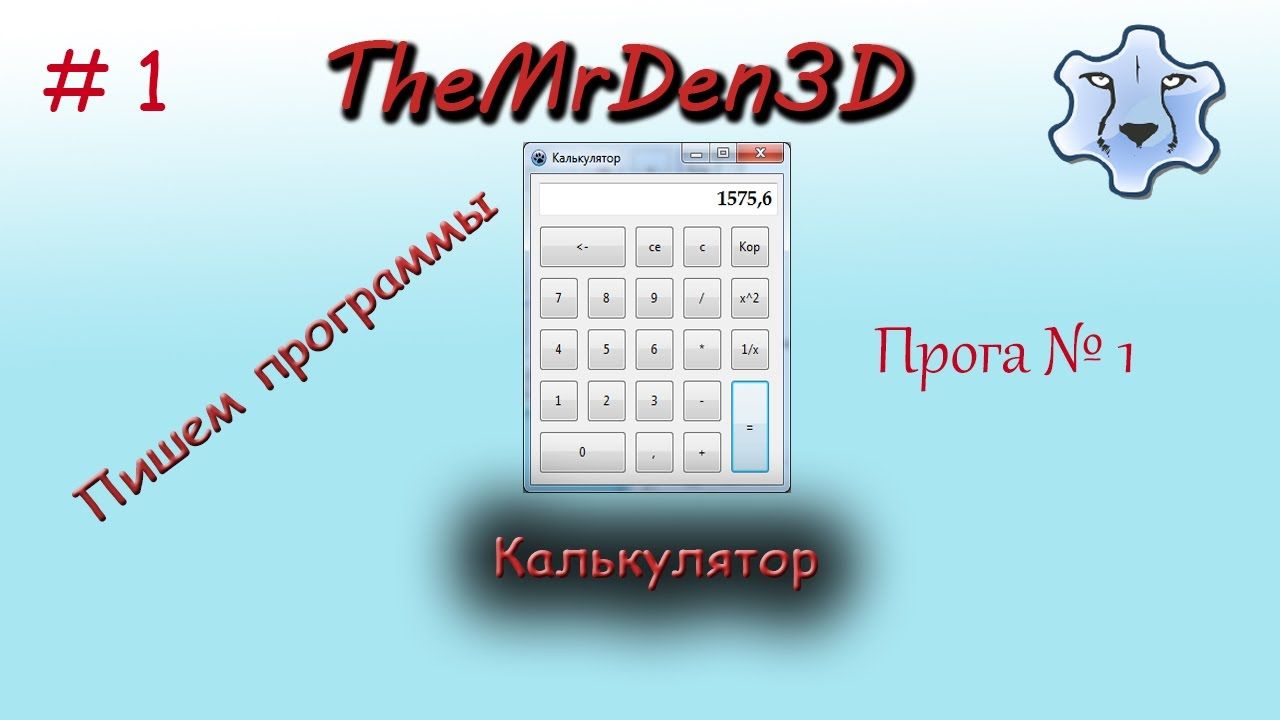 # 1
TheMrDen3D
Пишем программы
Калькулятор
1575,6
<- ce c Кор
7 8 9 / x^2
4 5 6 * 1/x
1 2 3 - =
0 , +
Прога № 1
Калькулятор